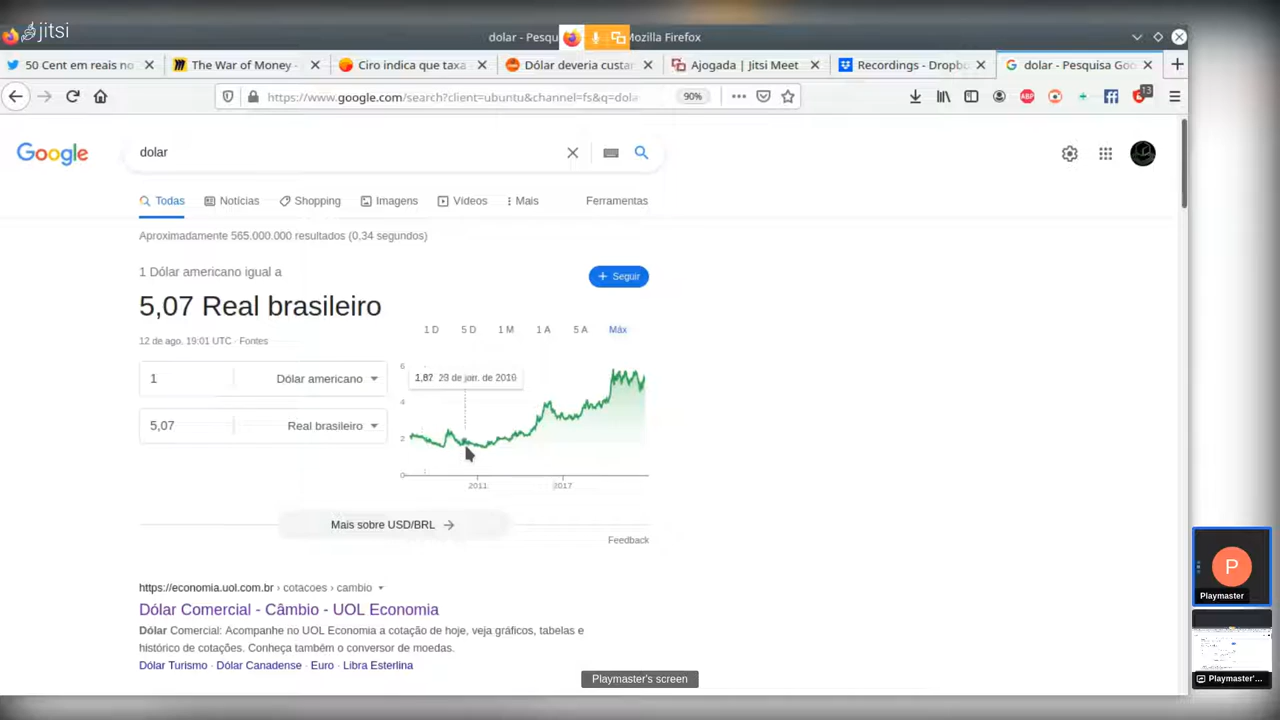 jitsi
dolar - Pesqu Mozilla Firefox
50 Cent em reais no
The War of Money -
Ciro indica que taxa
Dólar deveria custar
Ajogada | Jitsi Meet
Recordings - Dropb
dolar - Pesquisa Goo
https://www.google.com/search?client=ubuntu&channel=fs&q=dola
90%
ABP
13
Google
dolar
Todas
Notícias
Shopping
Imagens
Vídeos
Mais
Ferramentas
Aproximadamente 565.000.000 resultados (0,34 segundos)
1 Dólar americano igual a
Seguir
5,07 Real brasileiro
12 de ago. 19:01 UTC · Fontes
1 D 5 D 1 M 1 A 5 A Máx
1 Dólar americano
5,07 Real brasileiro
6
4
2
0
1,87 de 2010
2011 2017
Mais sobre USD/BRL
Feedback
https://economia.uol.com.br › cotacoes › cambio
Dólar Comercial - Câmbio - UOL Economia
Dólar Comercial: Acompanhe no UOL Economia a cotação de hoje, veja gráficos, tabelas e
histórico de cotações. Conheça também o conversor de moedas.
Dólar Turismo · Dólar Canadense · Euro · Libra Esterlina
P
Playmaster
Playmaster'...
Playmaster's screen